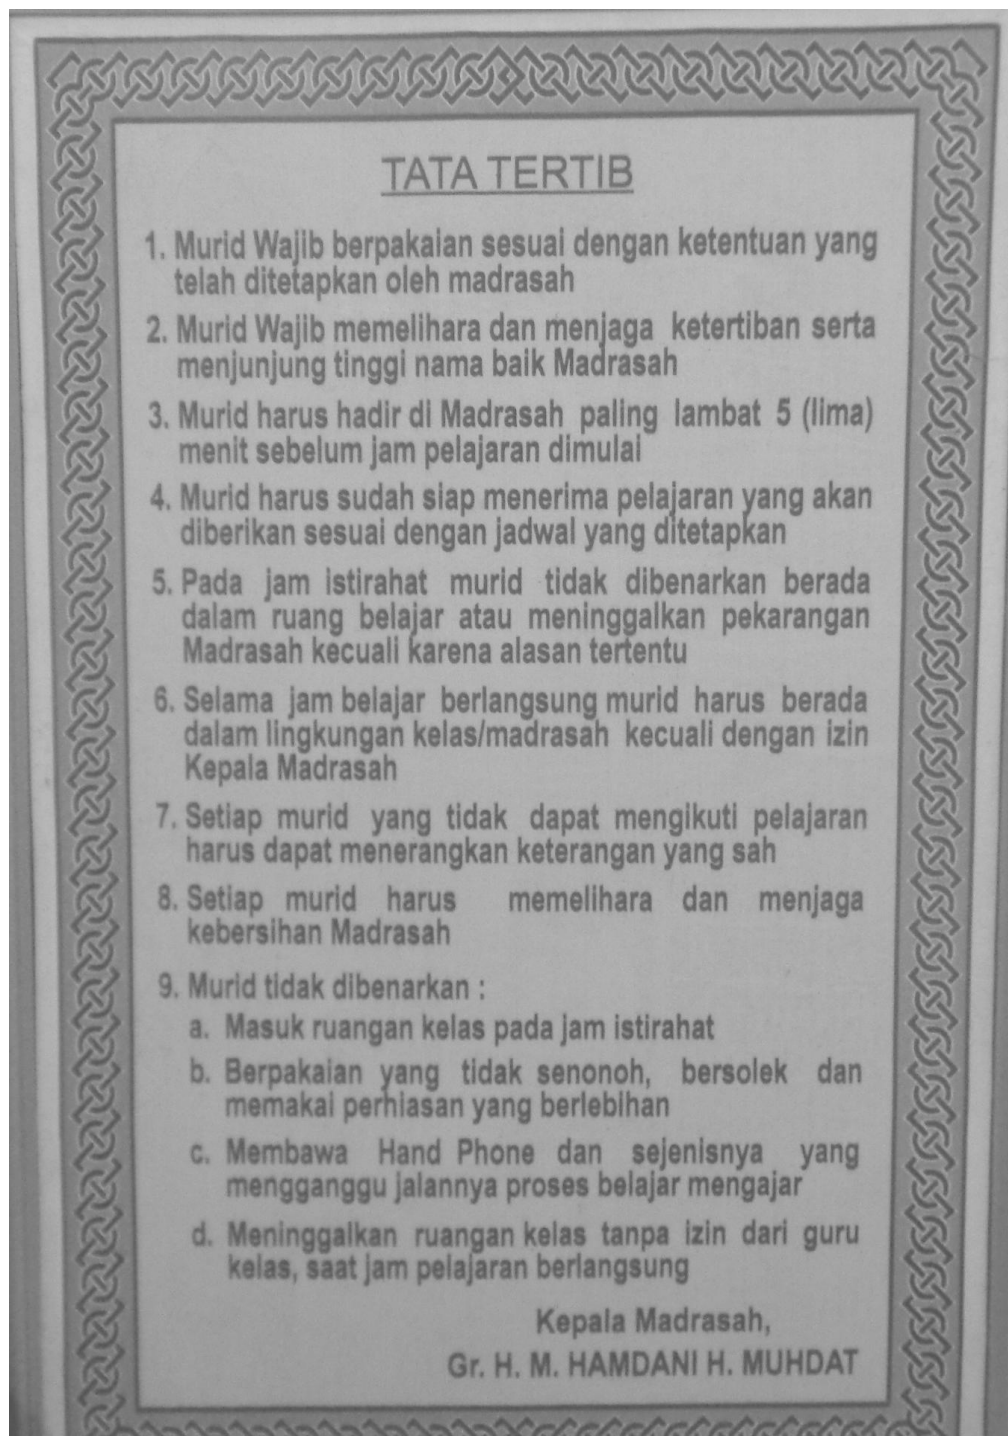 TATA TERTIB
1. Murid Wajib berpakaian sesuai dengan ketentuan yang
telah ditetapkan oleh madrasah
2. Murid Wajib memelihara dan menjaga ketertiban serta
menjunjung tinggi nama baik Madrasah
3. Murid harus hadir di Madrasah paling lambat 5 (lima)
menit sebelum jam pelajaran dimulai
4. Murid harus sudah siap menerima pelajaran yang akan
diberikan sesuai dengan jadwal yang ditetapkan
5. Pada jam istirahat murid tidak dibenarkan berada
dalam ruang belajar atau meninggalkan pekarangan
Madrasah kecuali karena alasan tertentu
6. Selama jam belajar berlangsung murid harus berada
dalam lingkungan kelas/madrasah kecuali dengan izin
Kepala Madrasah
7. Setiap murid yang tidak dapat mengikuti pelajaran
harus dapat menerangkan keterangan yang sah
8. Setiap murid harus memelihara dan menjaga
kebersihan Madrasah
9. Murid tidak dibenarkan :
a. Masuk ruangan kelas pada jam istirahat
b. Berpakaian yang tidak senonoh, bersolek dan
memakai perhiasan yang berlebihan
c. Membawa Hand Phone dan sejenisnya yang
mengganggu jalannya proses belajar mengajar
d. Meninggalkan ruangan kelas tanpa izin dari guru
kelas, saat jam pelajaran berlangsung
Kepala Madrasah,
Gr. H. M. HAMDANI H. MUHDAT